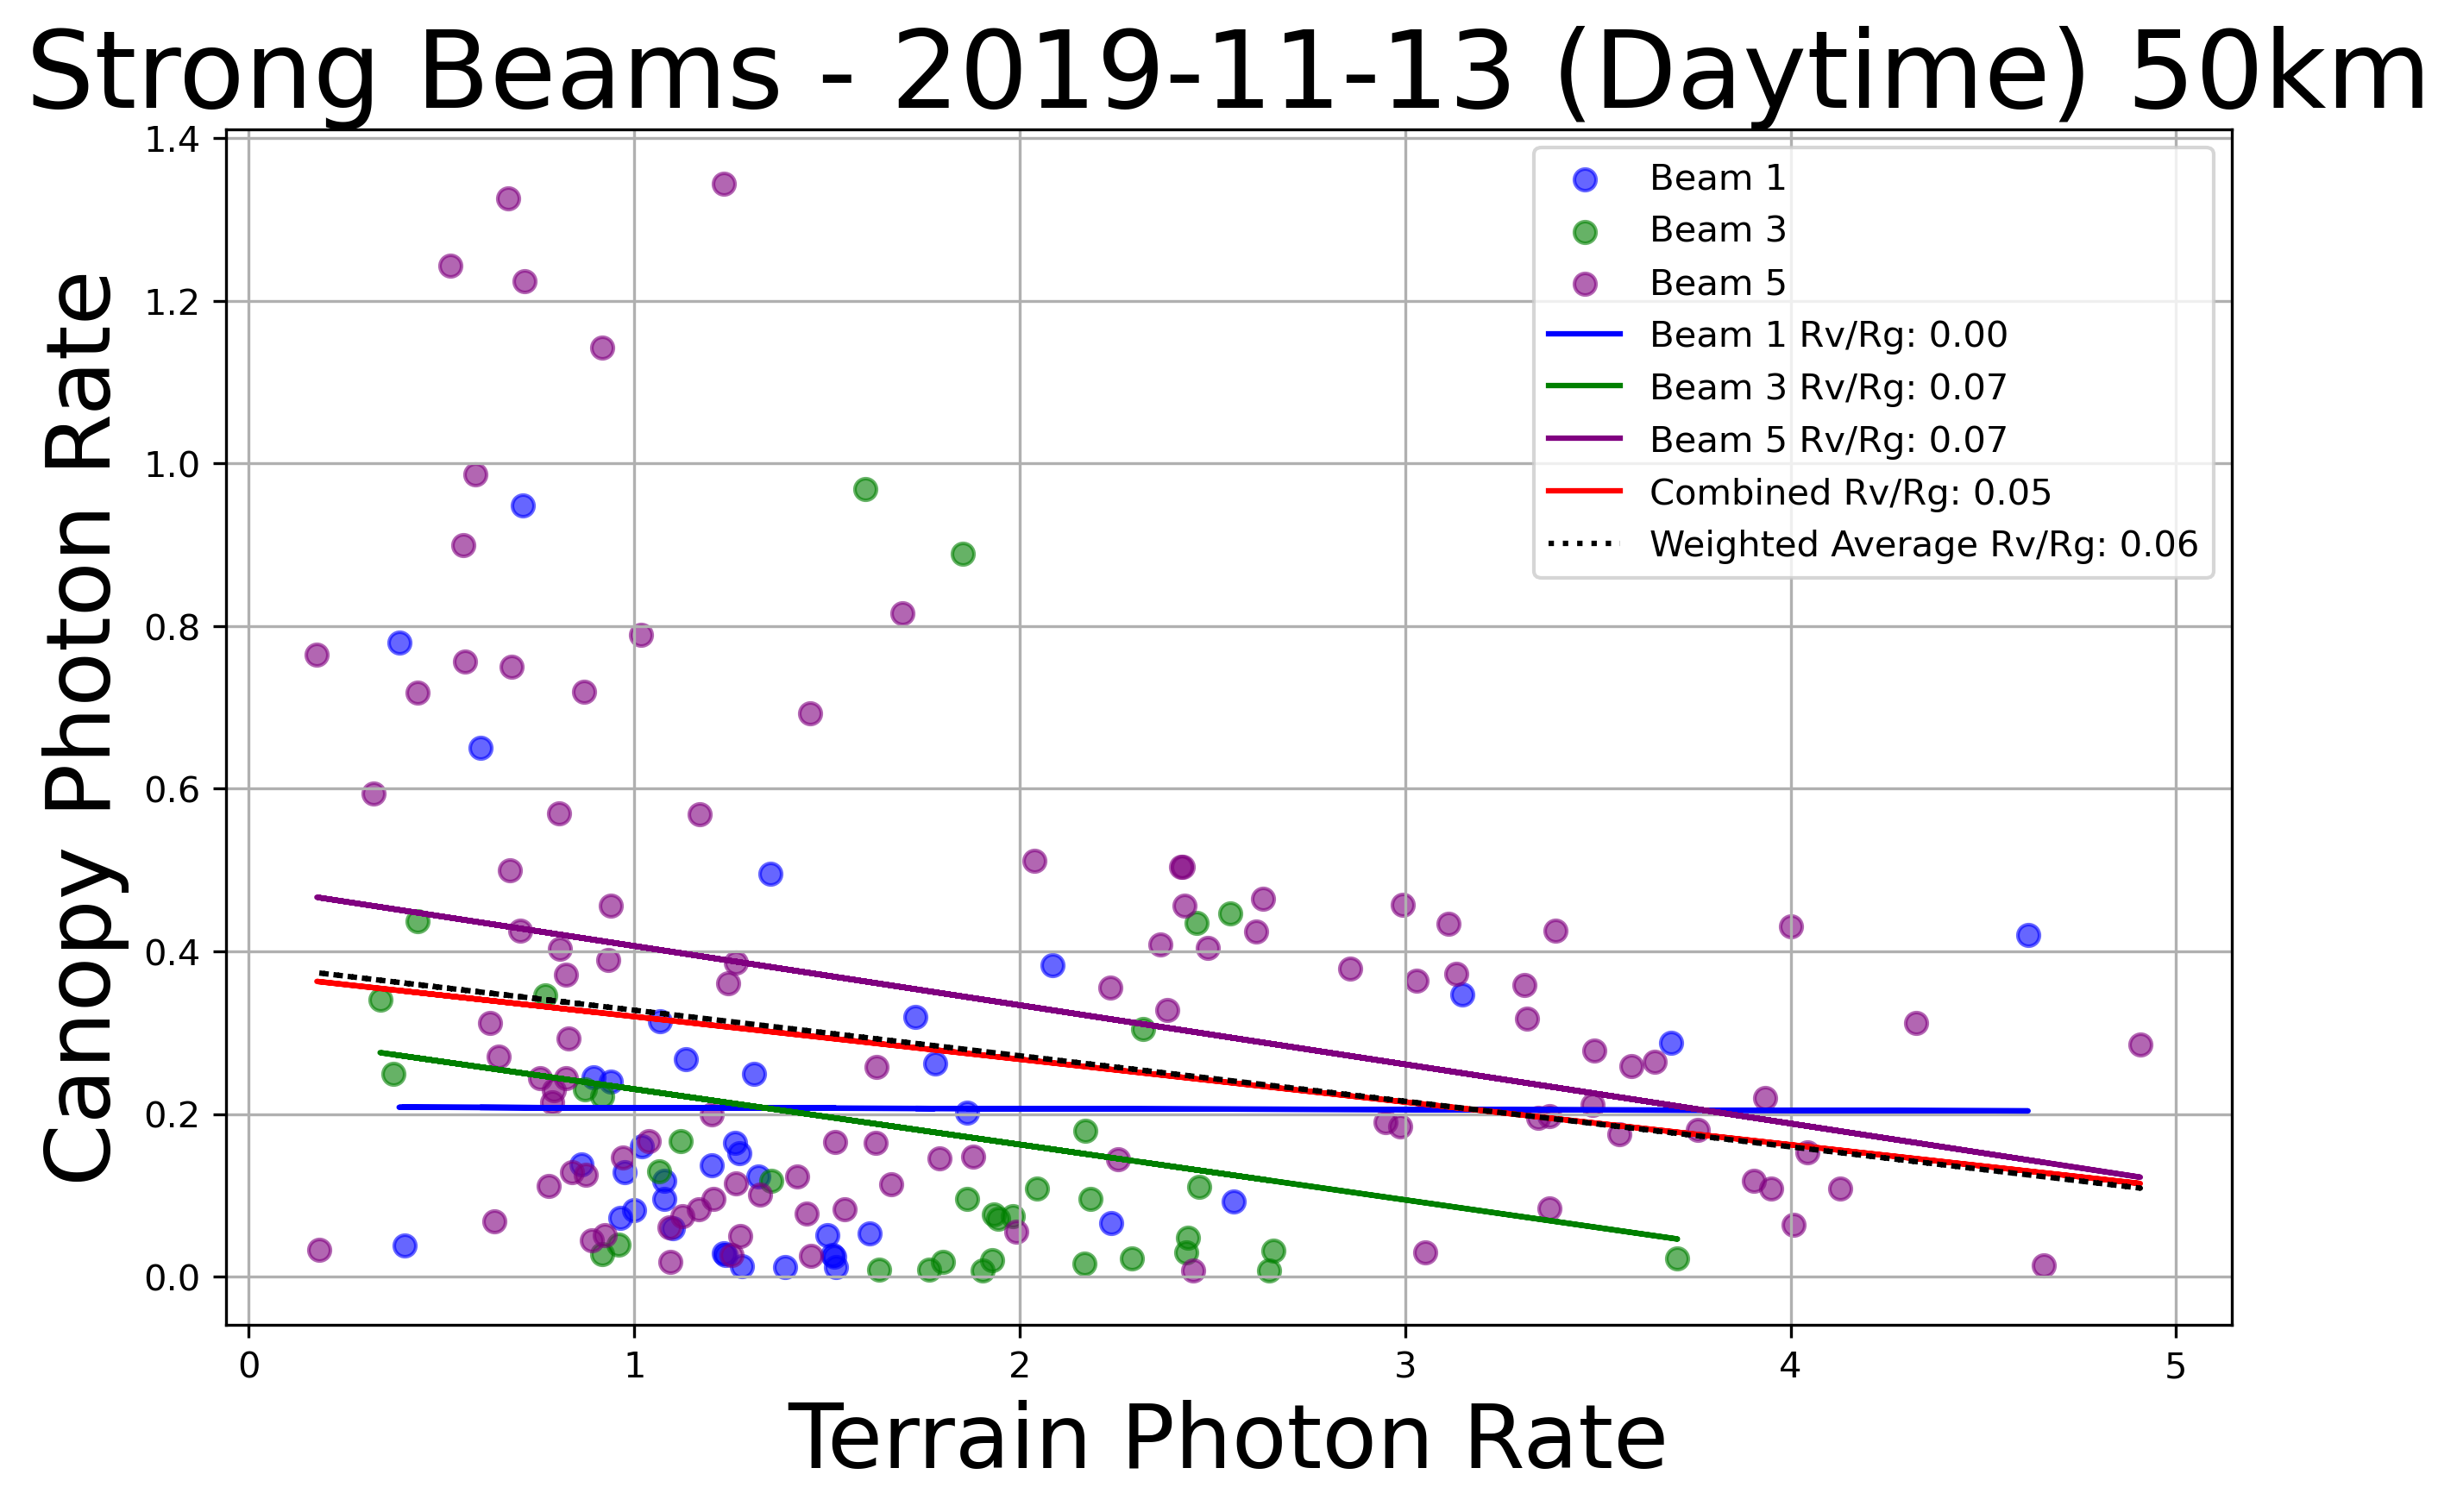 Strong Beams - 2019-11-13 (Daytime) 50km
Canopy Photon Rate
1.4
1.2
1.0
0.8
0.6
0.4
0.2
0.0
Beam 1
Beam 3
Beam 5
Beam 1 Rv/Rg: 0.00
Beam 3 Rv/Rg: 0.07
Beam 5 Rv/Rg: 0.07
Combined Rv/Rg: 0.05
Weighted Average Rv/Rg: 0.06
0 1 2 3 4 5
Terrain Photon Rate